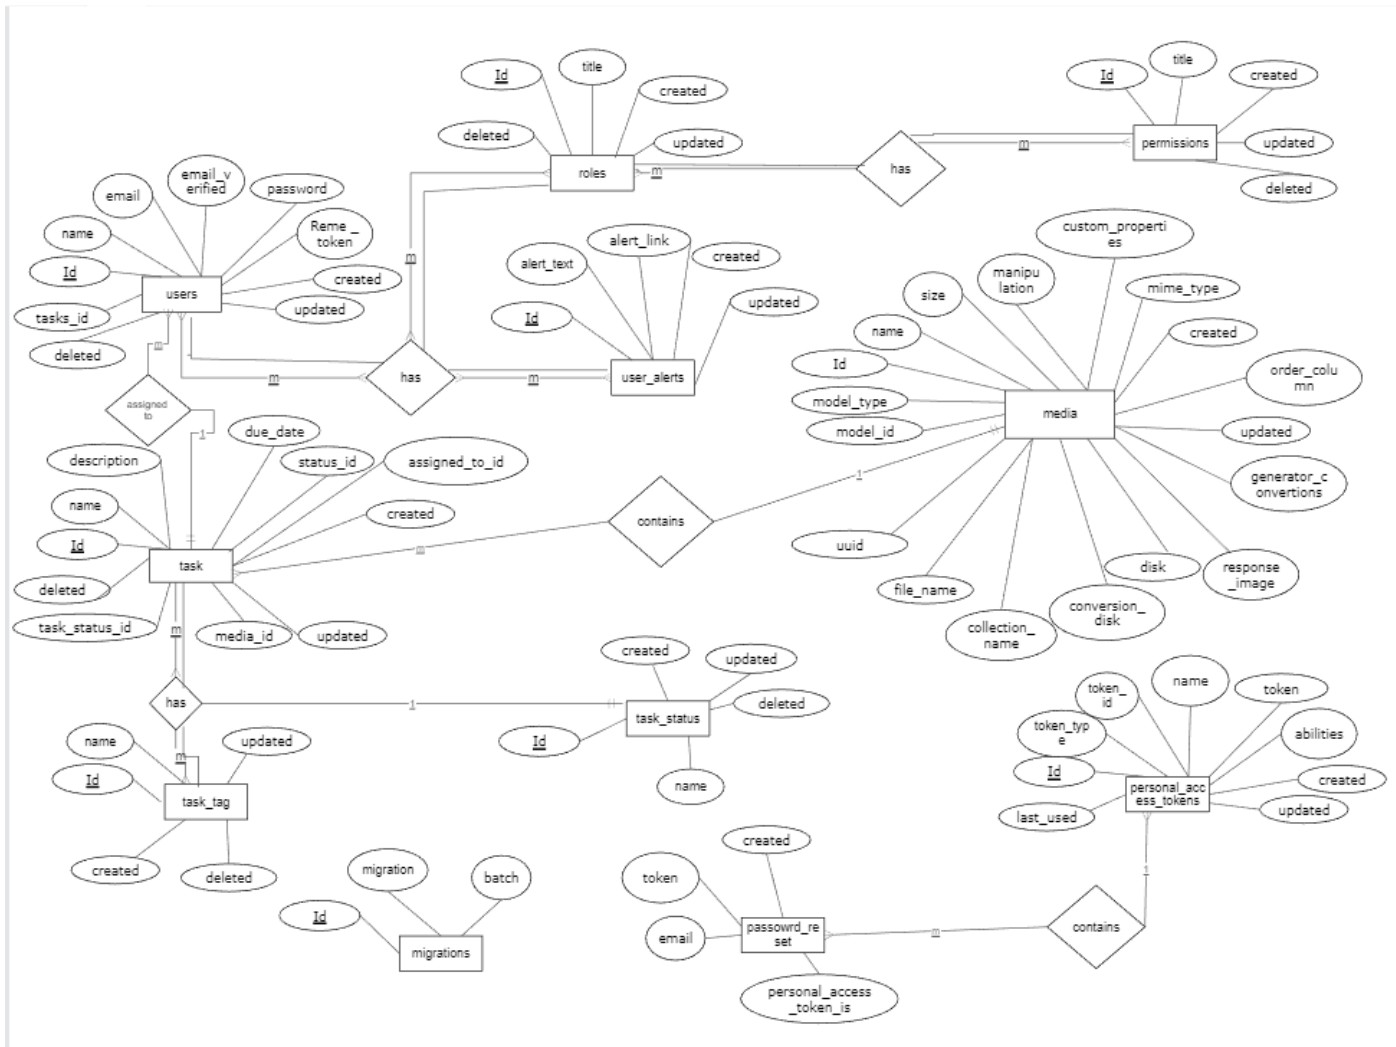 Id
title
created
deleted
updated
roles
m
has
m
Id
title
created
updated
deleted
permissions
email
email_v
erified
password
name
Reme_
token
Id
created
users
updated
tasks_id
deleted
m
m
m
has
m
alert_text
alert_link
created
updated
Id
user_alerts
assigned
to
1
custom_properti
es
manipu
lation
size
mime_type
name
created
Id
order_colu
mn
model_type
model_id
media
updated
generator_c
onvertions
uuid
file_name
collection_
name
conversion_
disk
disk
response
_image
1
contains
m
description
due_date
status_id
assigned_to_id
name
created
Id
task
deleted
task_status_id
media_id
updated
m
has
1
created
updated
deleted
task_status
Id
name
m
name
updated
Id
task_tag
created
deleted
migration
batch
Id
migrations
token_
id
name
token
token_typ
e
abilities
Id
created
personal_acc
ess_tokens
last_used
updated
1
contains
m
created
token
email
passowrd_re
set
personal_access
_token_is